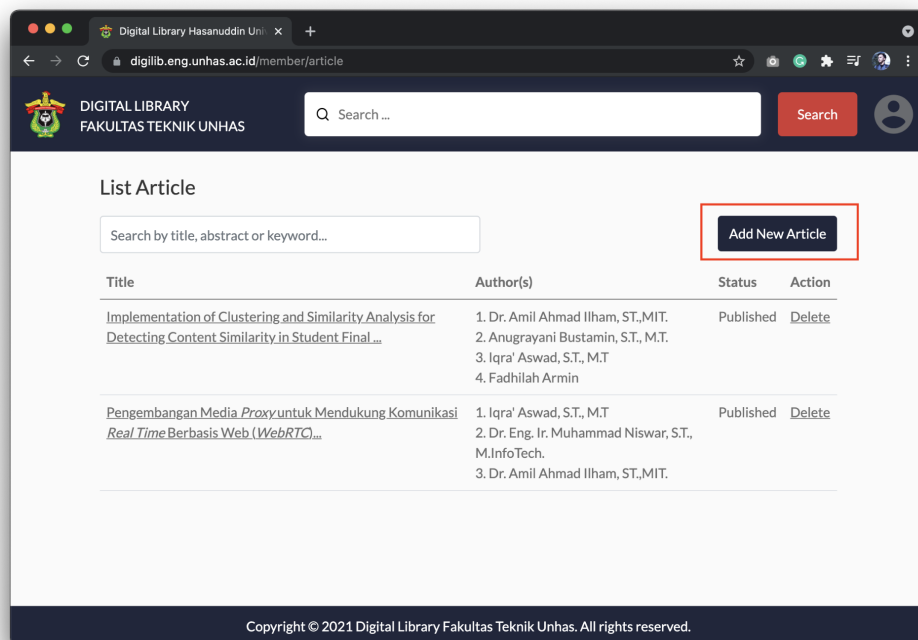 Digital Library Hasanuddin Uni
digilib.eng.unhas.ac.id/member/article
DIGITAL LIBRARY
FAKULTAS TEKNIK UNHAS
Search ...
Search
List Article
Search by title, abstract or keyword...
Add New Article
Title Author(s) Status Action
Implementation of Clustering and Similarity Analysis for
Detecting Content Similarity in Student Final ...
1. Dr. Amil Ahmad Ilham, ST.,MIT.
2. Anugrayani Bustamin, S.T., M.T.
3. Iqra' Aswad, S.T., M.T
4. Fadhilah Armin
Published Delete
Pengembangan Media Proxy untuk Mendukung Komunikasi
Real Time Berbasis Web (WebRTC)...
1. Iqra' Aswad, S.T., M.T
2. Dr. Eng. Ir. Muhammad Niswar, S.T.,
M.InfoTech.
3. Dr. Amil Ahmad Ilham, ST.,MIT.
Published Delete
Copyright © 2021 Digital Library Fakultas Teknik Unhas. All rights reserved.